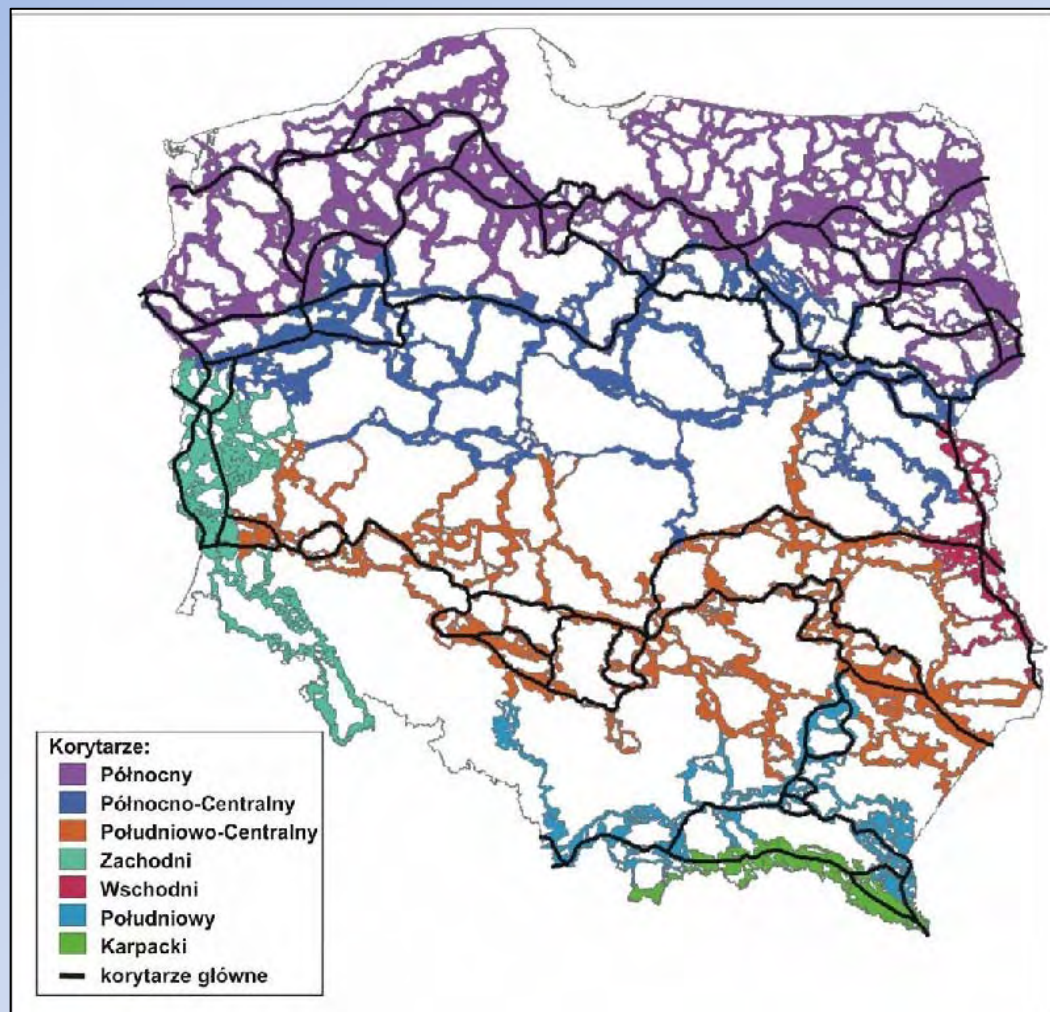 Korytarze:
Północny
Północno-Centralny
Południowo-Centralny
Zachodni
Wschodni
Południowy
Karpacki
korytarze główne